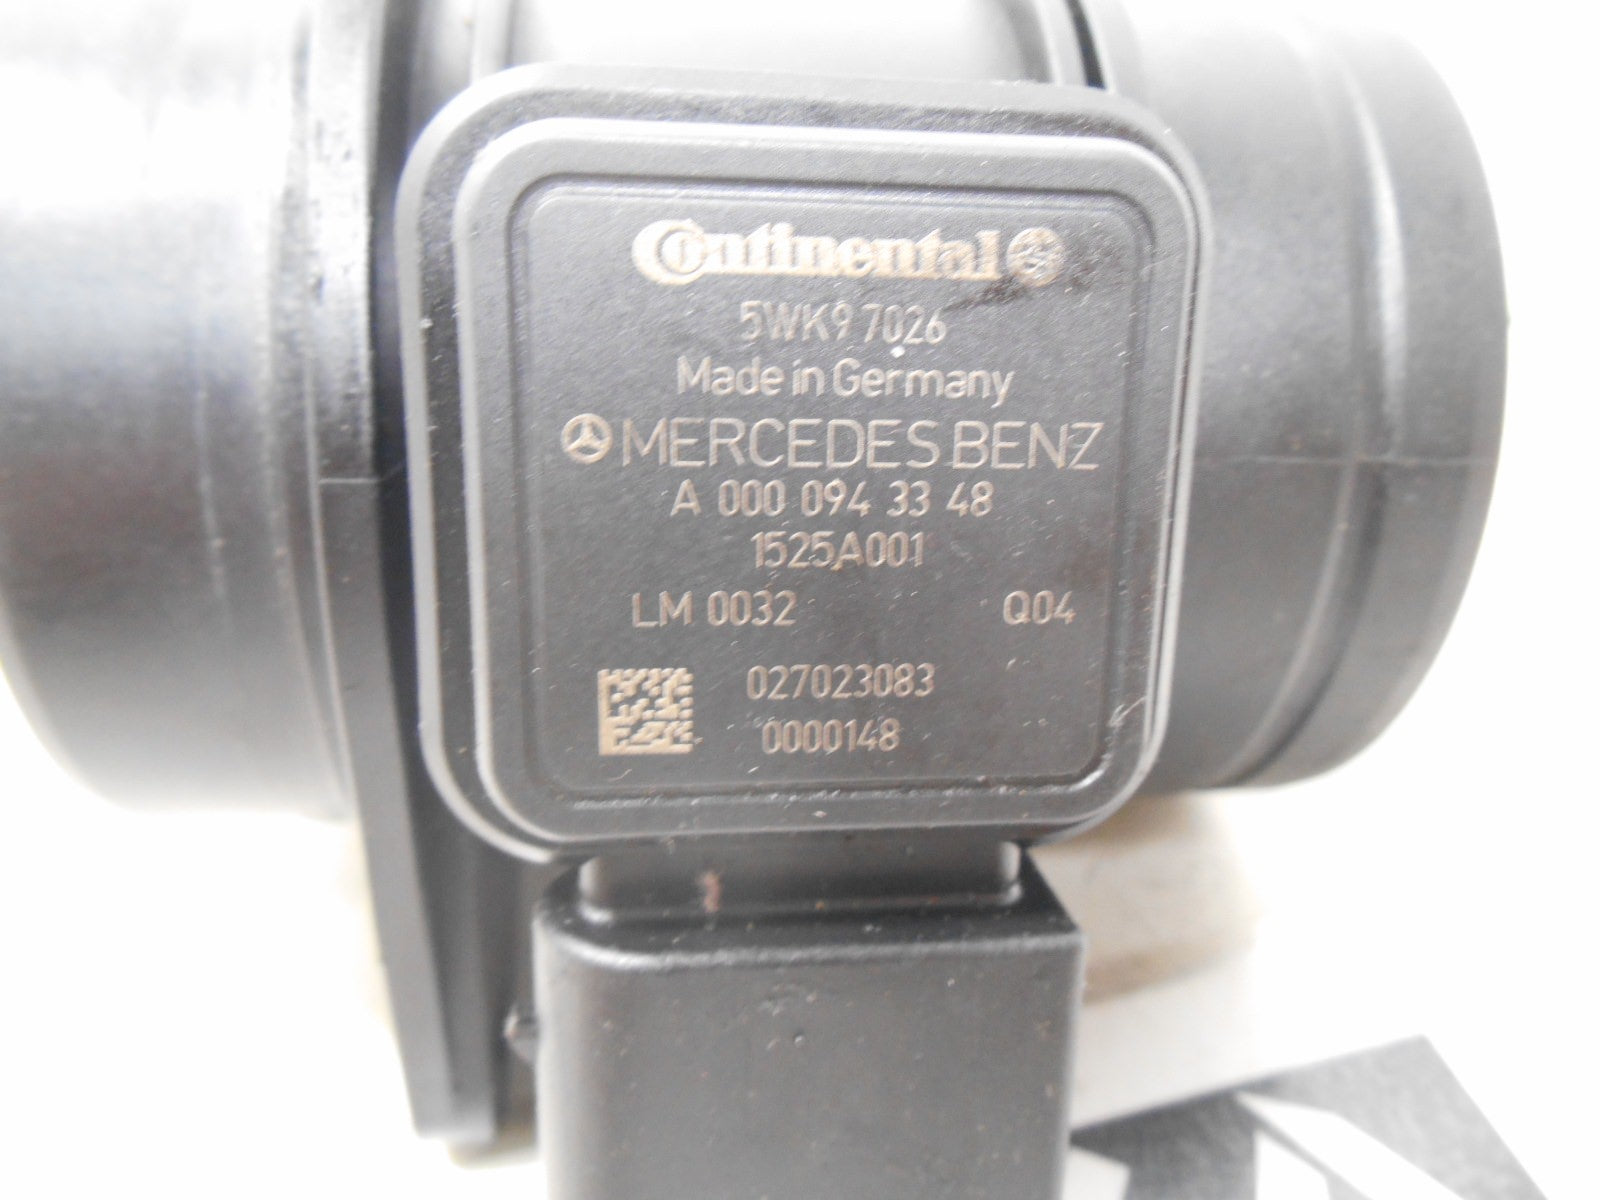 Continental
5WK9 7026
Made in Germany
MERCEDES BENZ
A 000 094 33 48
1525A001
LM 0032 Q04
027023083
0000148